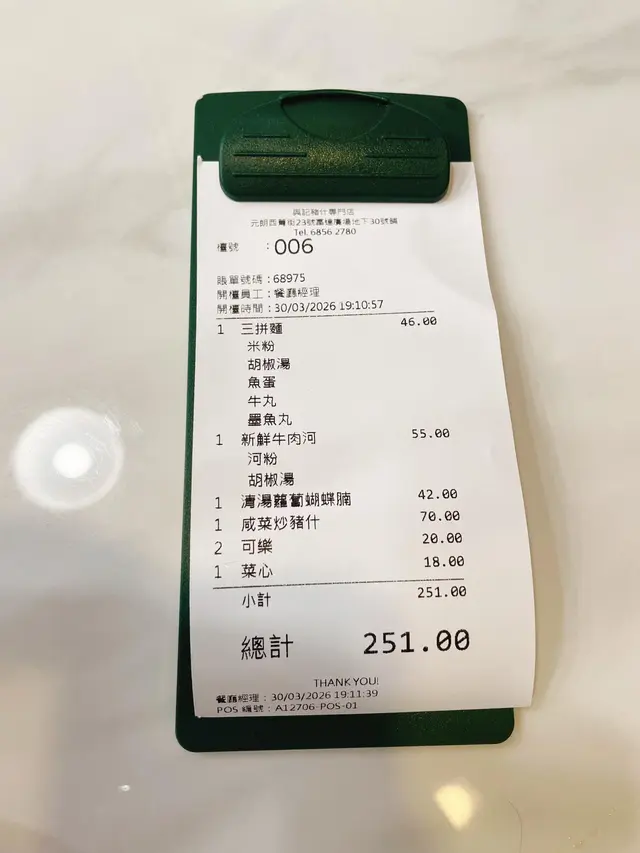 興記豬什專門店
元朗西菁街23號富達廣場地下30號舖
Tel. 6856 2780
檯號 : 006
賬單號碼 : 68975
開檯員工 : 餐廳經理
開檯時間 : 30/03/2026 19:10:57
1 三拼麵 46.00
米粉
胡椒湯
魚蛋
牛丸
墨魚丸
1 新鮮牛肉河 55.00
河粉
胡椒湯
1 清湯蘿蔔蝴蝶腩 42.00
1 咸菜炒豬什 70.00
2 可樂 20.00
1 菜心 18.00
小計 251.00
總計 251.00
THANK YOU!
餐廳經理 : 30/03/2026 19:11:39
POS 編號 : A12706-POS-01